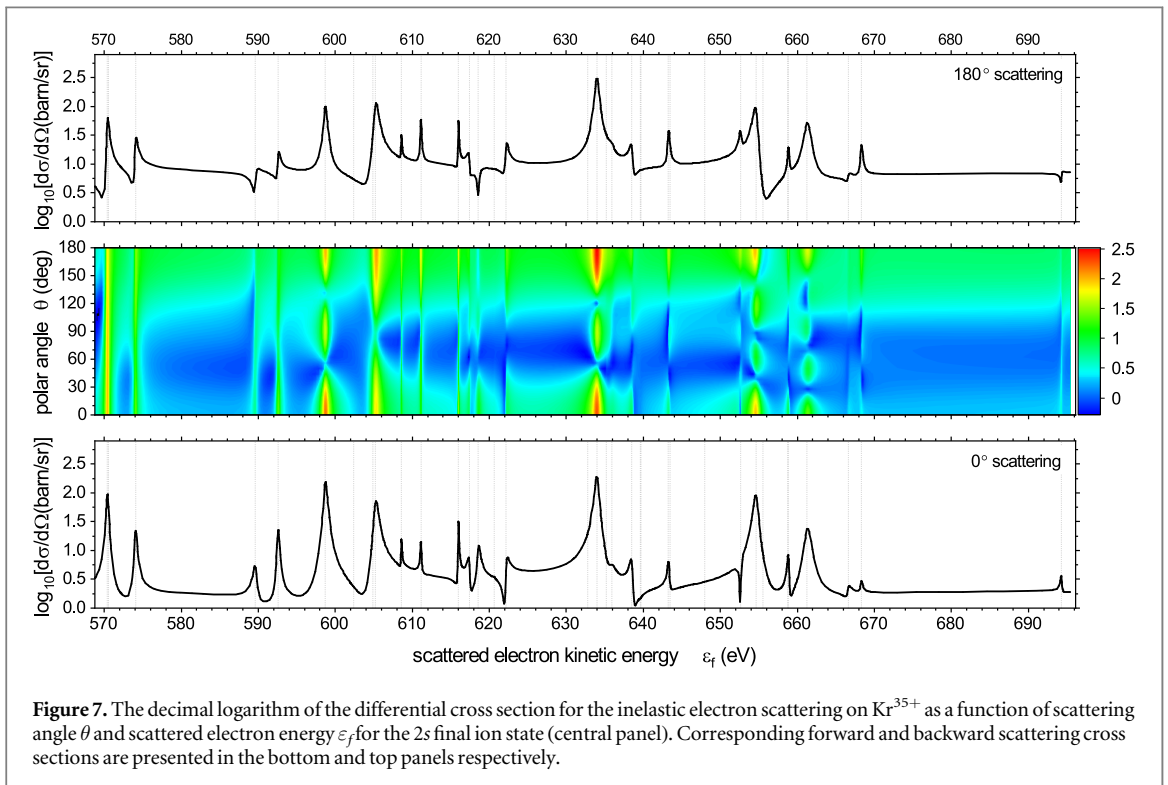 570 580 590 600 610 620 630 640 650 660 670 680 690
180° scattering
log10[dσ/dΩ(barn/sr)]
2.5
2.0
1.5
1.0
0.5
0.0
polar angle θ (deg)
180
150
120
90
60
30
0
2.5
2
1.5
1
0.5
0
0° scattering
log10[dσ/dΩ(barn/sr)]
2.5
2.0
1.5
1.0
0.5
0.0
570 580 590 600 610 620 630 640 650 660 670 680 690
scattered electron kinetic energy εf (eV)
Figure 7. The decimal logarithm of the differential cross section for the inelastic electron scattering on Kr35+ as a function of scattering
angle θ and scattered electron energy εf for the 2s final ion state (central panel). Corresponding forward and backward scattering cross
sections are presented in the bottom and top panels respectively.